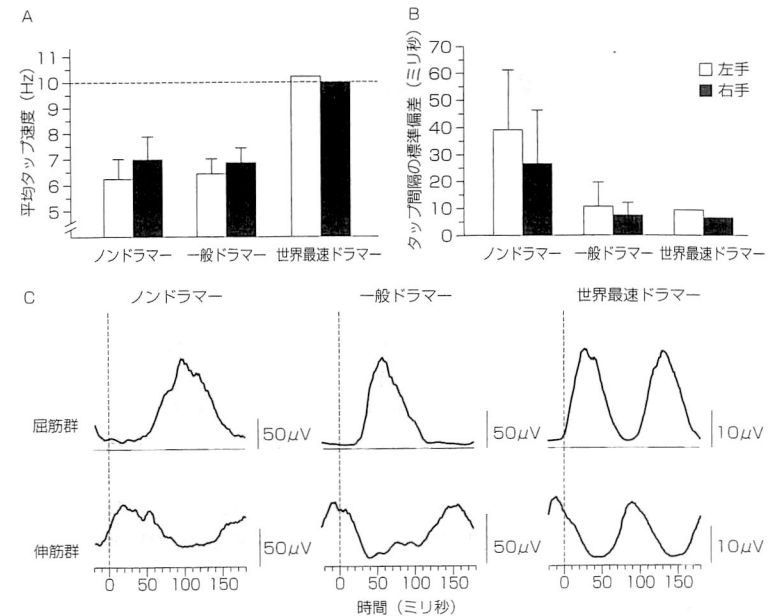 A
平均タップ速度（Hz）
11
10
9
8
7
6
5
ノンドラマー 一般ドラマー 世界最速ドラマー
B
タップ間隔の標準偏差（ミリ秒）
70
60
50
40
30
20
10
0
左手
右手
ノンドラマー 一般ドラマー 世界最速ドラマー
C
ノンドラマー 一般ドラマー 世界最速ドラマー
屈筋群 50μV 50μV 10μV
伸筋群 50μV 50μV 10μV
0 50 100 150 0 50 100 150 0 50 100 150
時間（ミリ秒）